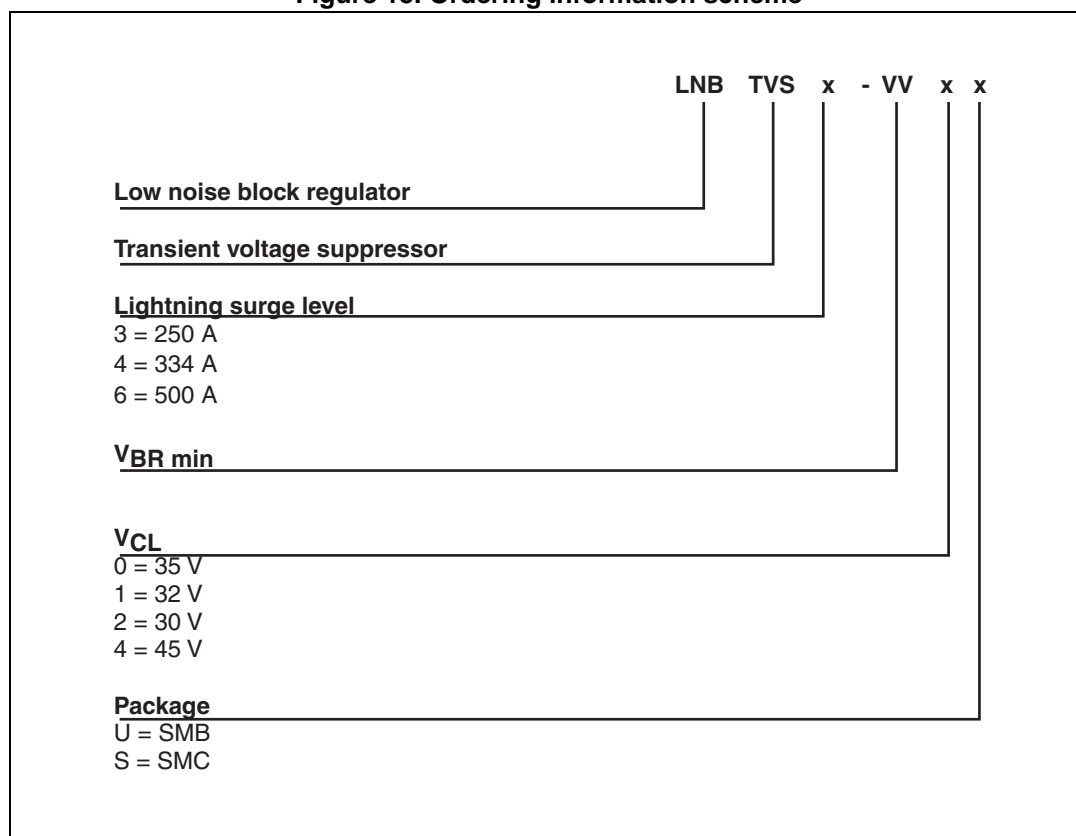 Figure 16. Ordering information scheme
LNB TVS x - VV x x
Low noise block regulator
Transient voltage suppressor
Lightning surge level
3 = 250 A
4 = 334 A
6 = 500 A
VBR min
VCL
0 = 35 V
1 = 32 V
2 = 30 V
4 = 45 V
Package
U = SMB
S = SMC